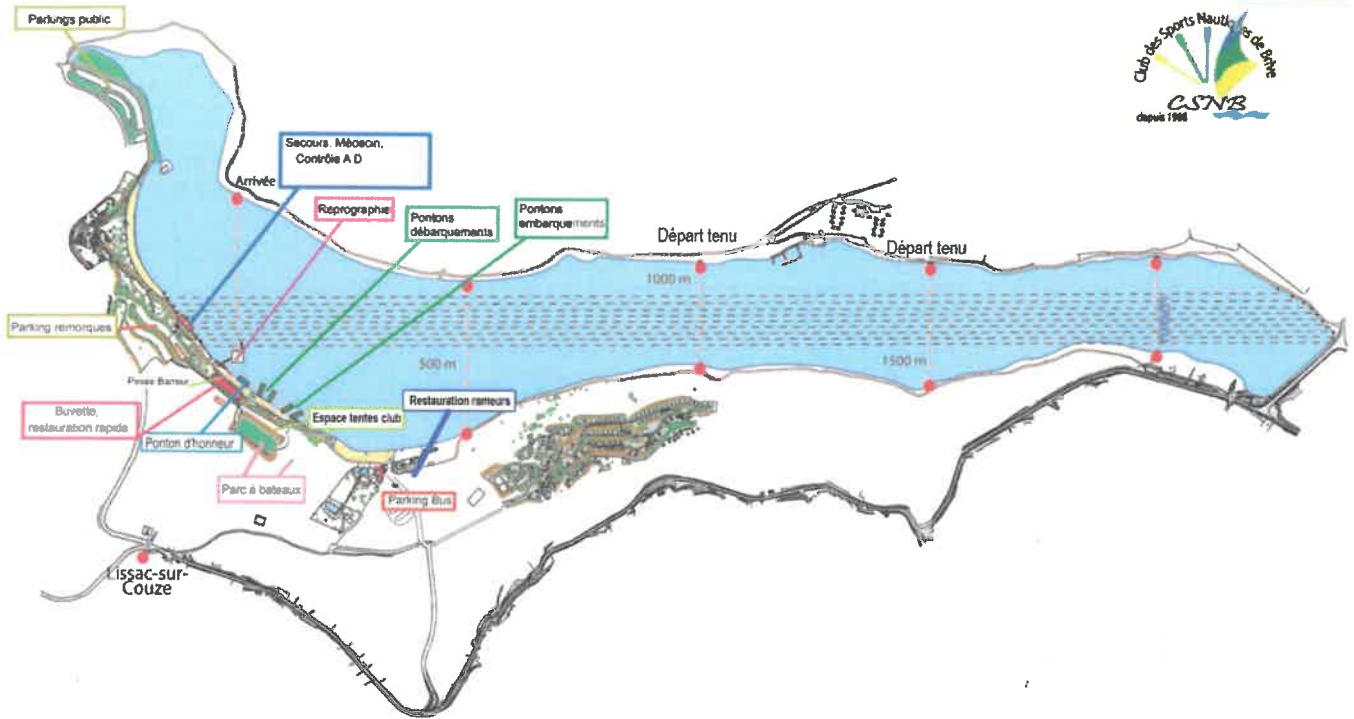 Parkings public
Club des Sports Nautiques de Brive
CSNB
depuis 1988
Secours, Médecin,
Contrôle A D
Arrivée
Reprographie
Pontons
débarquements
Pontons
embarquements
Départ tenu
Départ tenu
1000 m
Parking remorques
500 m
1500 m
Restauration rameurs
Buvette,
restauration rapide
Espace tentes club
Ponton d'honneur
Parc à bateaux
Parking Bus
Lissac-sur-
Couze